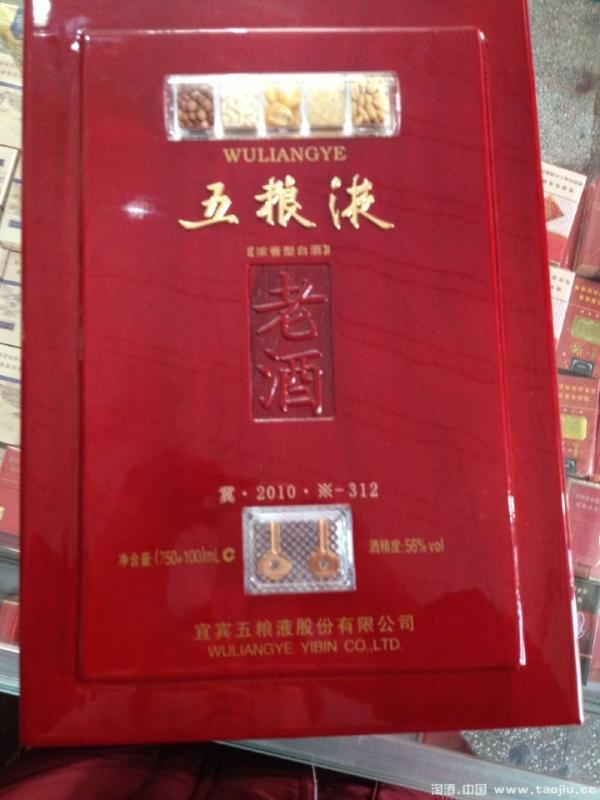 WULIANGYE
五粮液
【浓香型白酒】
老酒
冀·2010·※-312
净含量:(750+100)mL C
酒精度:56%vol
宜宾五粮液股份有限公司
WULIANGYE YIBIN CO.,LTD.
淘酒.中国 www.taojiu.cc